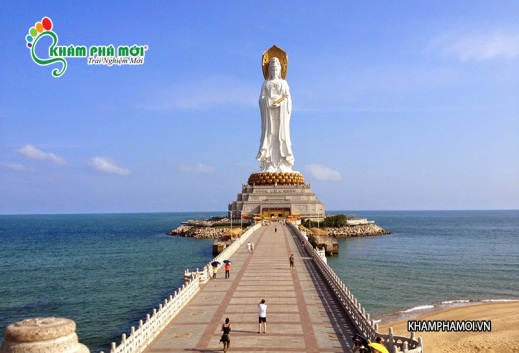 KHÁM PHÁ MỚI®
Trải Nghiệm Mới
KHAMPHAMOI.VN